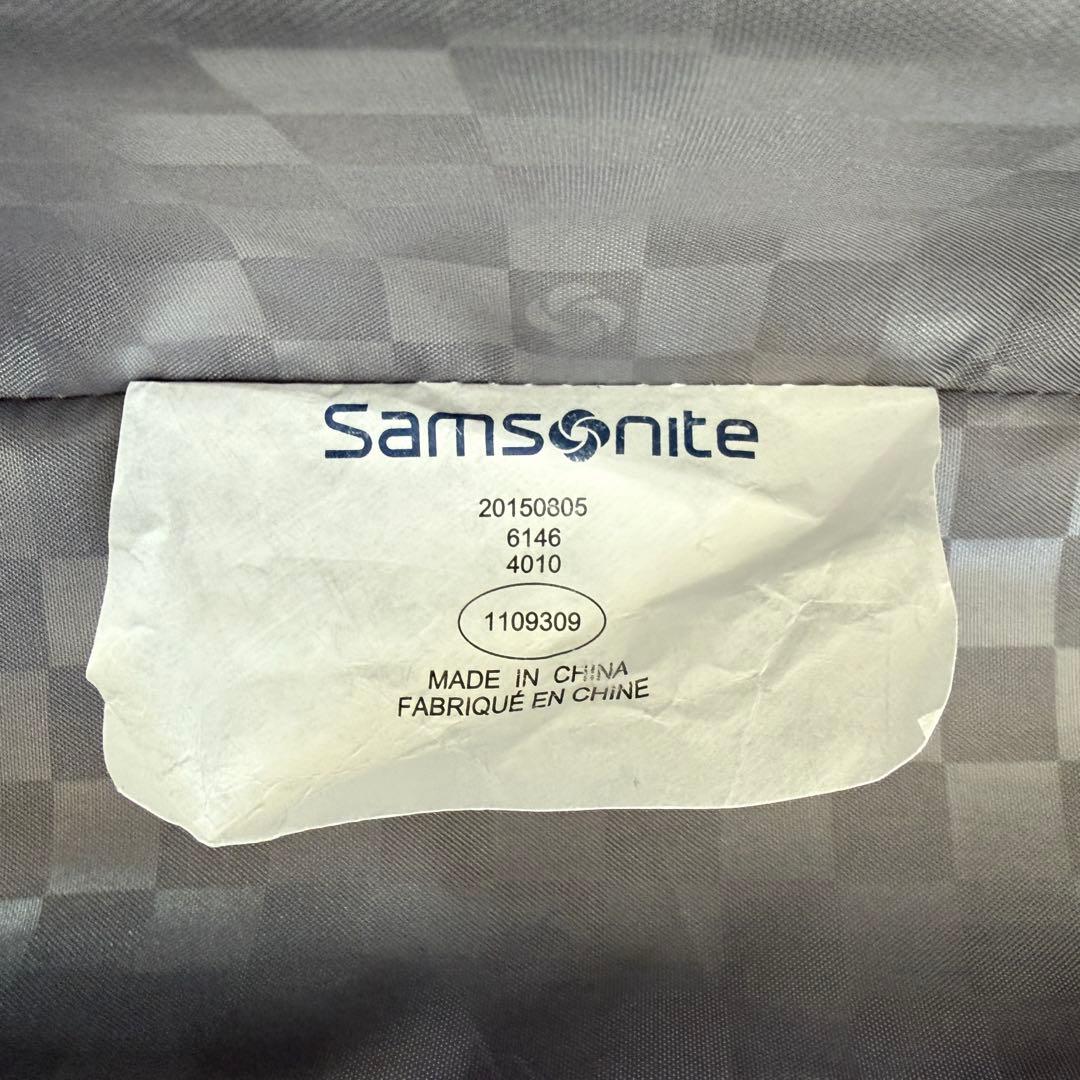 Samsonite
20150805
6146
4010
1109309
MADE IN CHINA
FABRIQUÉ EN CHINE